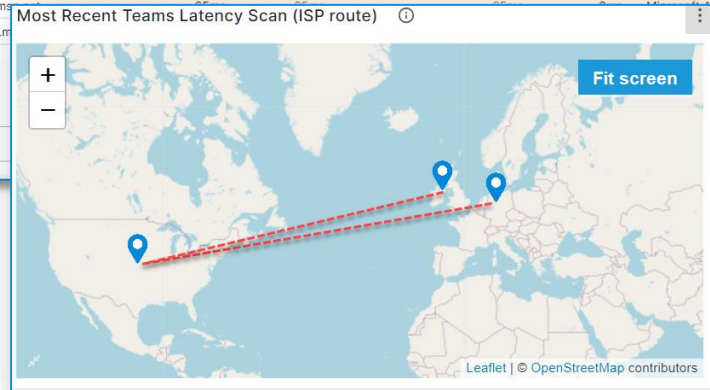 Most Recent Teams Latency Scan (ISP route)
+
Fit screen
−
Leaflet | © OpenStreetMap contributors